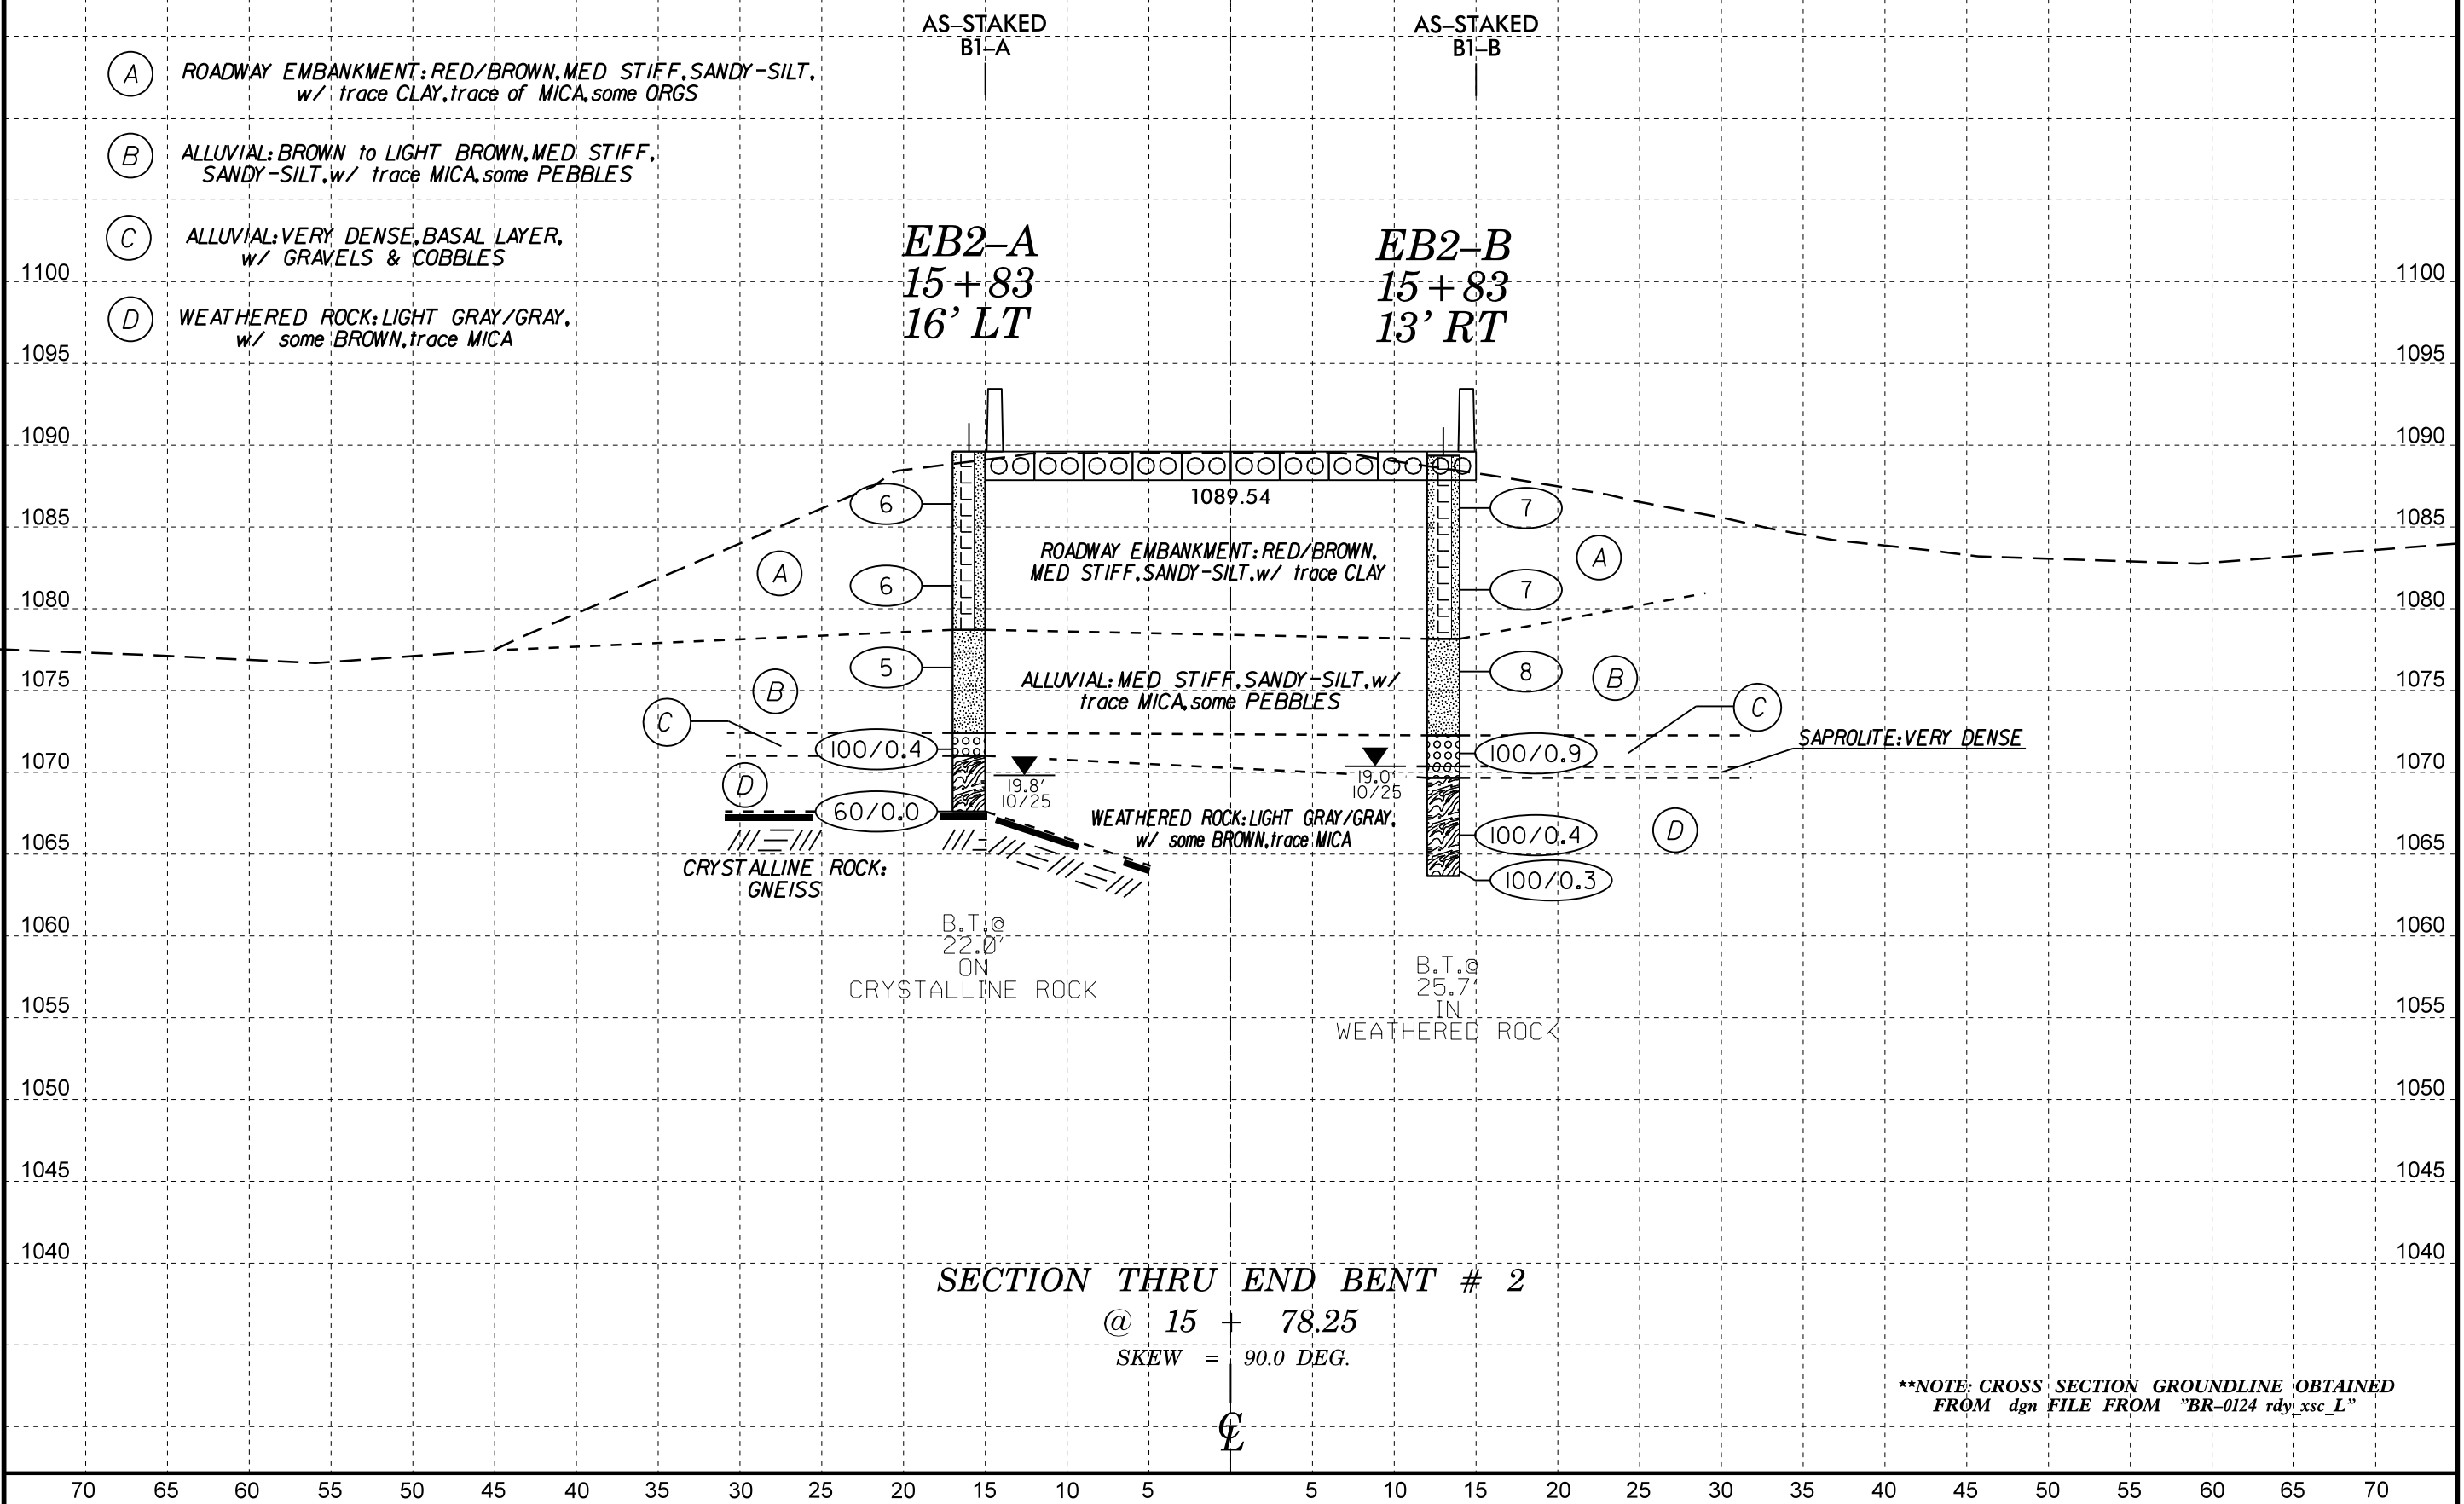 AS-STAKED
B1-A
AS-STAKED
B1-B
A
ROADWAY EMBANKMENT: RED/BROWN, MED STIFF, SANDY-SILT,
w/ trace CLAY, trace of MICA, some ORGS
B
ALLUVIAL: BROWN to LIGHT BROWN, MED STIFF,
SANDY-SILT, w/ trace MICA, some PEBBLES
C
ALLUVIAL: VERY DENSE, BASAL LAYER,
w/ GRAVELS & COBBLES
D
WEATHERED ROCK: LIGHT GRAY/GRAY,
w/ some BROWN, trace MICA
EB2-A
15+83
16' LT
EB2-B
15+83
13' RT
1100 1100
1095 1095
1090 1090
1085 1085
1080 1080
1075 1075
1070 1070
1065 1065
1060 1060
1055 1055
1050 1050
1045 1045
1040 1040
1089.54
6
6
5
100/0.4
60/0.0
7
7
8
100/0.9
100/0.4
100/0.3
A
B
C
D
A
B
C
D
ROADWAY EMBANKMENT: RED/BROWN,
MED STIFF, SANDY-SILT, w/ trace CLAY
ALLUVIAL: MED STIFF, SANDY-SILT, w/
trace MICA, some PEBBLES
SAPROLITE: VERY DENSE
19.8'
10/25
19.0'
10/25
WEATHERED ROCK: LIGHT GRAY/GRAY,
w/ some BROWN, trace MICA
CRYSTALLINE ROCK:
GNEISS
B.T.@
22.0'
ON
CRYSTALLINE ROCK
B.T.@
25.7'
IN
WEATHERED ROCK
SECTION THRU END BENT # 2
@ 15 + 78.25
SKEW = 90.0 DEG.
℄
**NOTE: CROSS SECTION GROUNDLINE OBTAINED
FROM dgn FILE FROM "BR-0124 rdy_xsc_L"
70 65 60 55 50 45 40 35 30 25 20 15 10 5 5 10 15 20 25 30 35 40 45 50 55 60 65 70